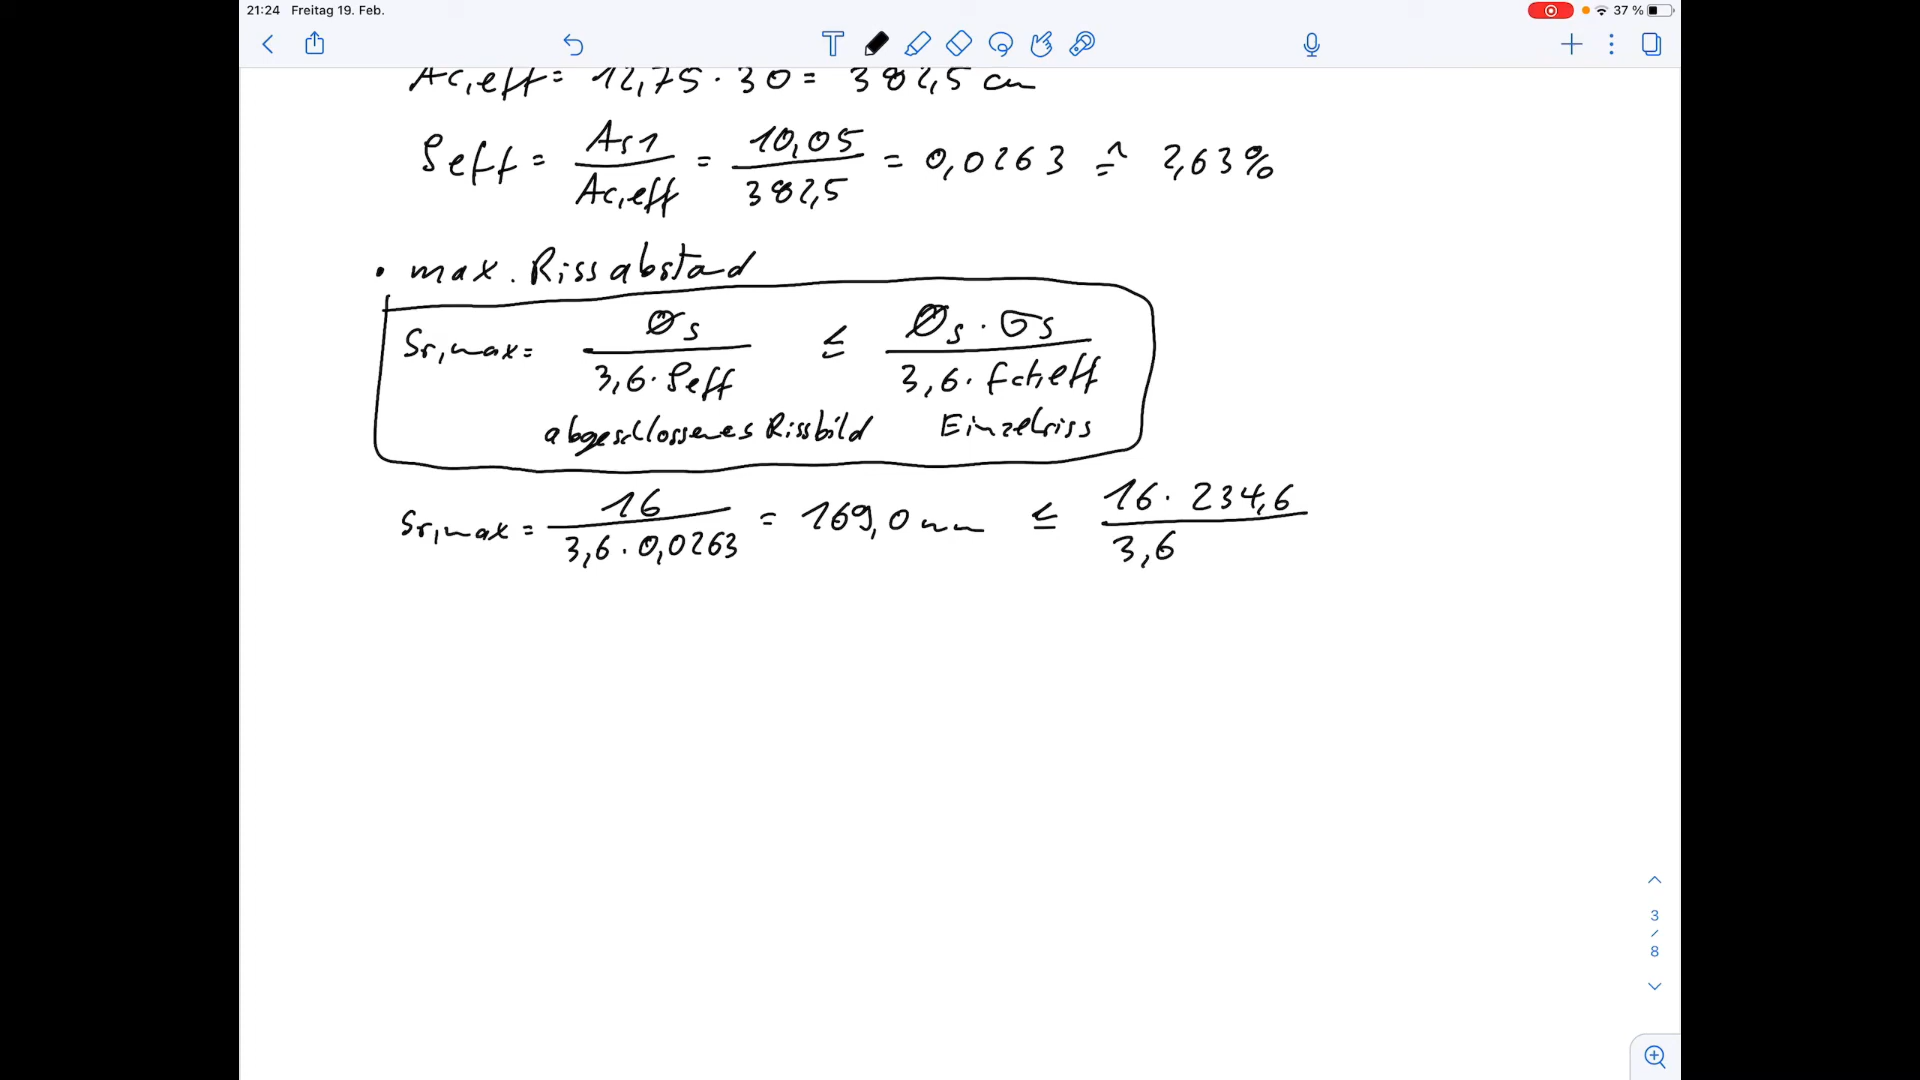 21:24 Freitag 19. Feb. 37 %
Ac,eff = 12,75 · 30 = 382,5 cm
ρeff = As1 / Ac,eff = 10,05 / 382,5 = 0,0263 ≙ 2,63%
• max. Rissabstand
Sr,max = Øs / 3,6 · ρeff ≤ Øs · σs / 3,6 · fct,eff
abgeschlossenes Rissbild Einzelriss
Sr,max = 16 / 3,6 · 0,0263 = 169,0 mm ≤ 16 · 234,6 / 3,6
3
/
8